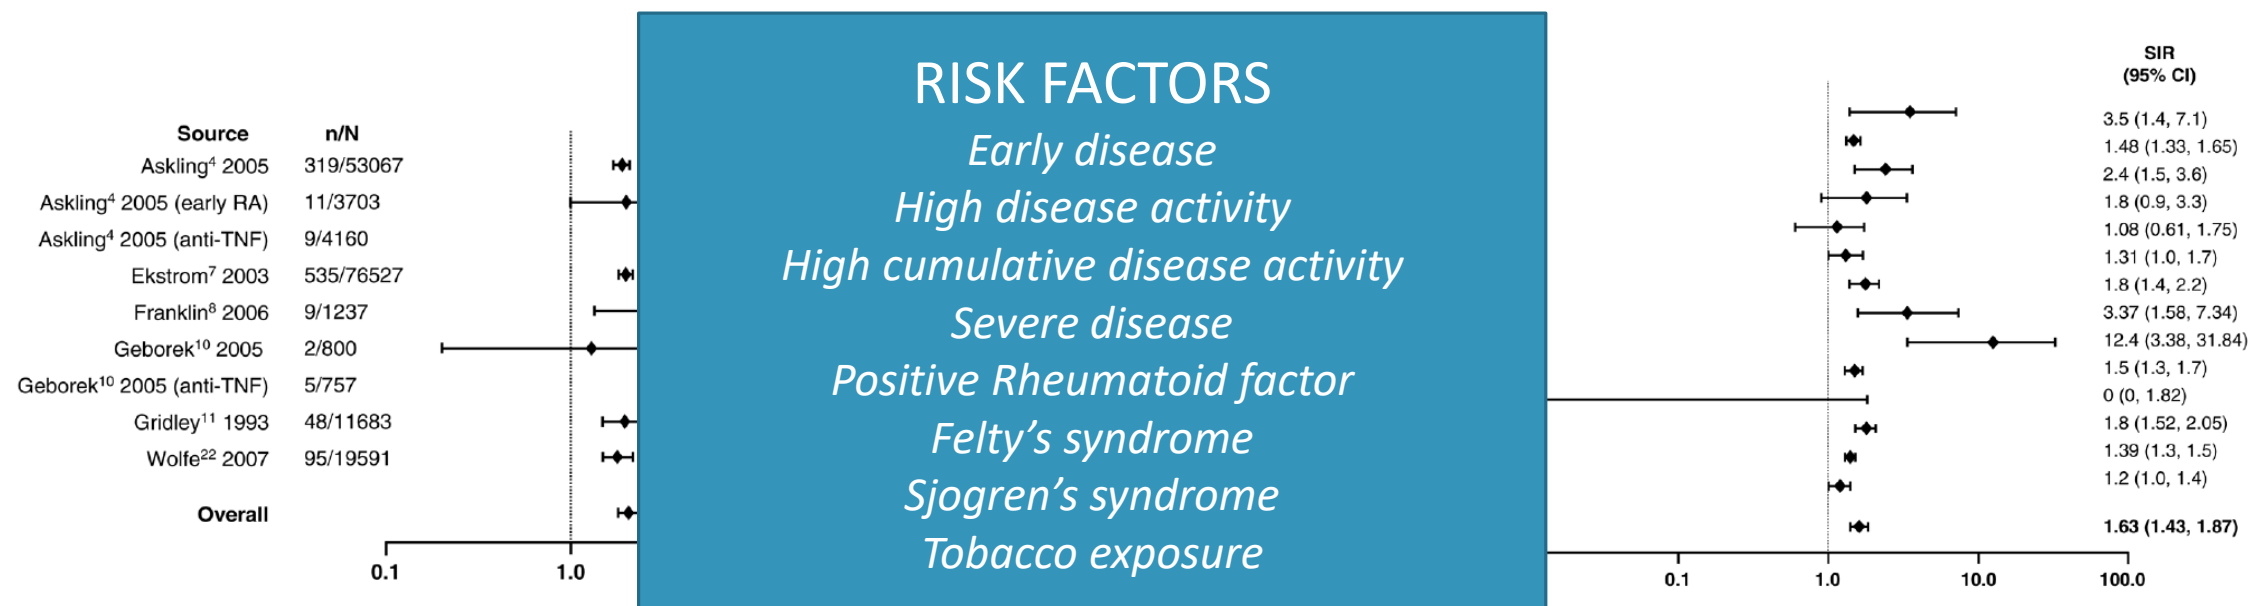 Source n/N
Askling⁴ 2005 319/53067
Askling⁴ 2005 (early RA) 11/3703
Askling⁴ 2005 (anti-TNF) 9/4160
Ekstrom⁷ 2003 535/76527
Franklin⁸ 2006 9/1237
Geborek¹⁰ 2005 2/800
Geborek¹⁰ 2005 (anti-TNF) 5/757
Gridley¹¹ 1993 48/11683
Wolfe²² 2007 95/19591
Overall
0.1 1.0
RISK FACTORS
Early disease
High disease activity
High cumulative disease activity
Severe disease
Positive Rheumatoid factor
Felty’s syndrome
Sjogren’s syndrome
Tobacco exposure
SIR
(95% CI)
3.5 (1.4, 7.1)
1.48 (1.33, 1.65)
2.4 (1.5, 3.6)
1.8 (0.9, 3.3)
1.08 (0.61, 1.75)
1.31 (1.0, 1.7)
1.8 (1.4, 2.2)
3.37 (1.58, 7.34)
12.4 (3.38, 31.84)
1.5 (1.3, 1.7)
0 (0, 1.82)
1.8 (1.52, 2.05)
1.39 (1.3, 1.5)
1.2 (1.0, 1.4)
1.63 (1.43, 1.87)
0.1 1.0 10.0 100.0